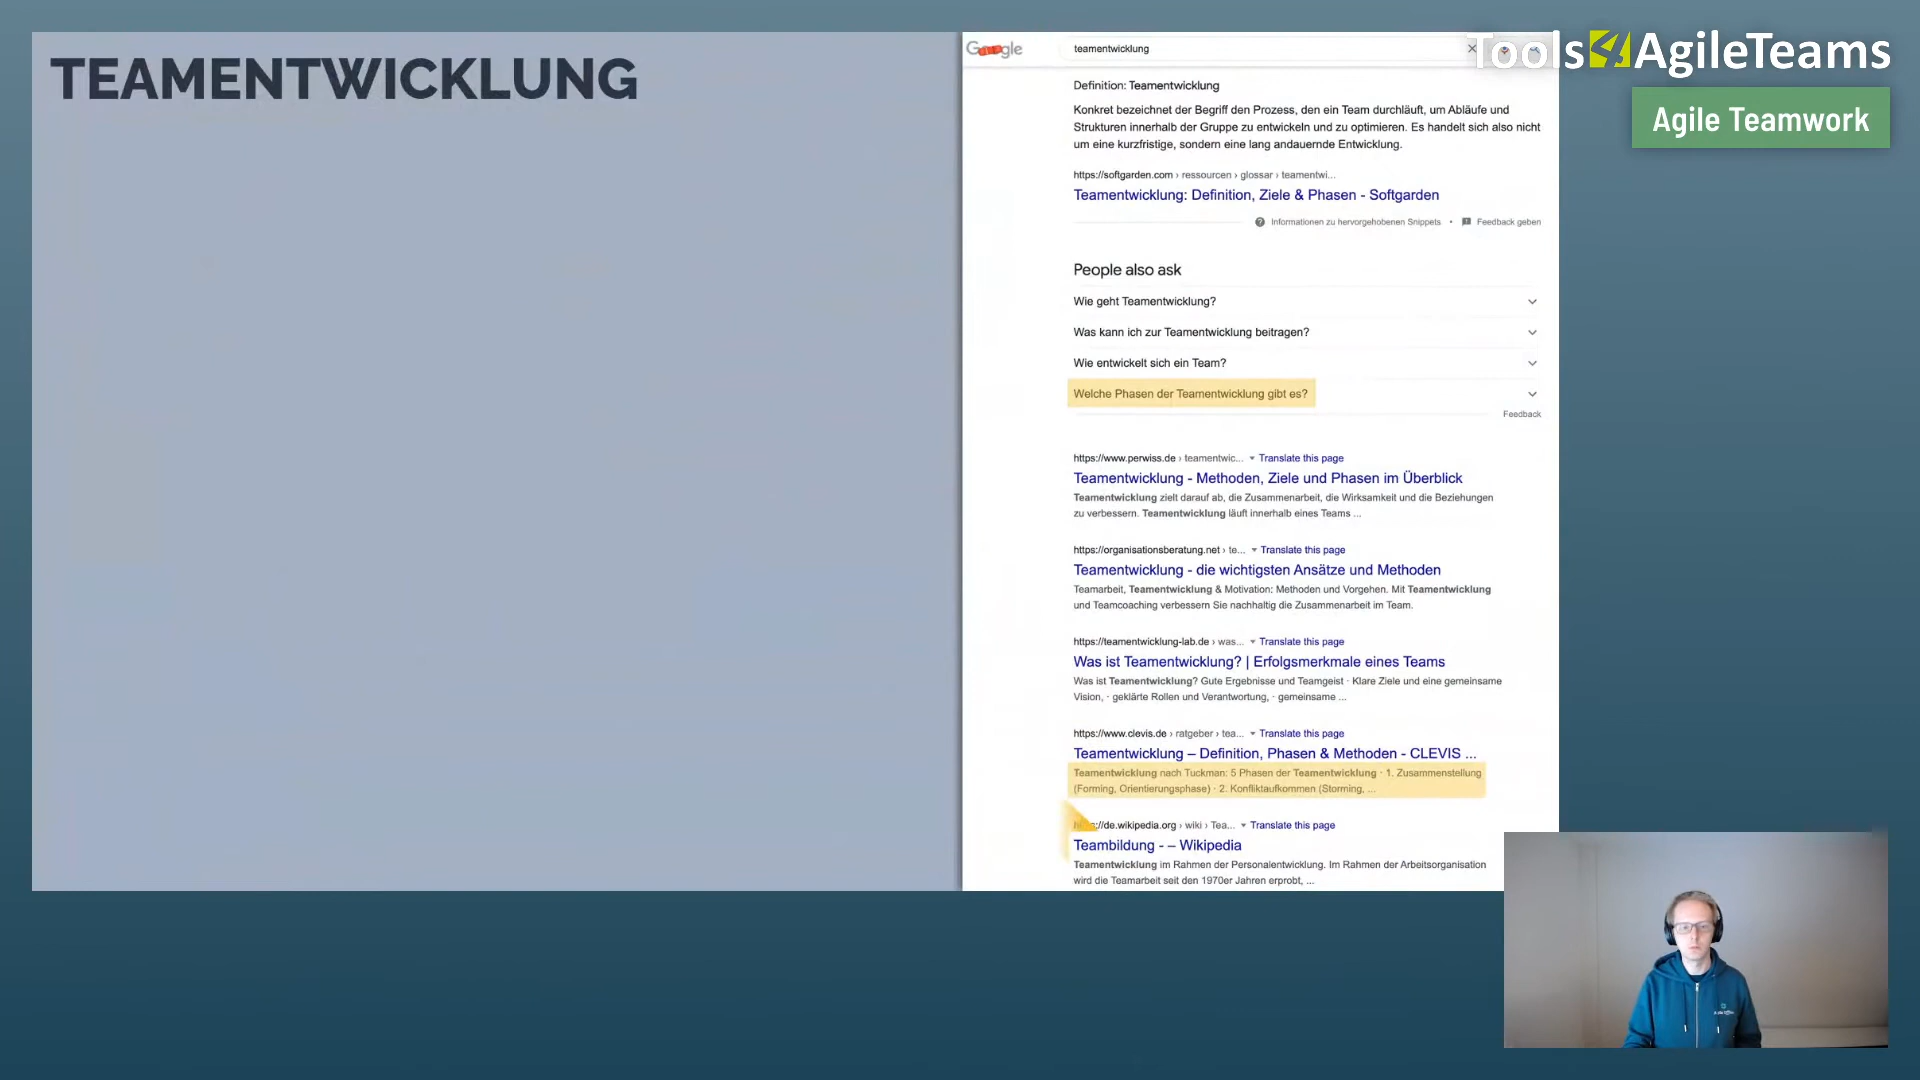 TEAMENTWICKLUNG
Google
teamentwicklung
Tools4AgileTeams
Agile Teamwork
Definition: Teamentwicklung
Konkret bezeichnet der Begriff den Prozess, den ein Team durchläuft, um Abläufe und
Strukturen innerhalb der Gruppe zu entwickeln und zu optimieren. Es handelt sich also nicht
um eine kurzfristige, sondern eine lang andauernde Entwicklung.
https://softgarden.com › ressourcen › glossar › teamentwi...
Teamentwicklung: Definition, Ziele & Phasen - Softgarden
Informationen zu hervorgehobenen Snippets • Feedback geben
People also ask
Wie geht Teamentwicklung?
Was kann ich zur Teamentwicklung beitragen?
Wie entwickelt sich ein Team?
Welche Phasen der Teamentwicklung gibt es?
Feedback
https://www.perwiss.de › teamentwic... Translate this page
Teamentwicklung - Methoden, Ziele und Phasen im Überblick
Teamentwicklung zielt darauf ab, die Zusammenarbeit, die Wirksamkeit und die Beziehungen
zu verbessern. Teamentwicklung läuft innerhalb eines Teams ...
https://organisationsberatung.net › te... Translate this page
Teamentwicklung - die wichtigsten Ansätze und Methoden
Teamarbeit, Teamentwicklung & Motivation: Methoden und Vorgehen. Mit Teamentwicklung
und Teamcoaching verbessern Sie nachhaltig die Zusammenarbeit im Team.
https://teamentwicklung-lab.de › was... Translate this page
Was ist Teamentwicklung? | Erfolgsmerkmale eines Teams
Was ist Teamentwicklung? Gute Ergebnisse und Teamgeist · Klare Ziele und eine gemeinsame
Vision, · geklärte Rollen und Verantwortung, · gemeinsame ...
https://www.clevis.de › ratgeber › tea... Translate this page
Teamentwicklung – Definition, Phasen & Methoden - CLEVIS ...
Teamentwicklung nach Tuckman: 5 Phasen der Teamentwicklung · 1. Zusammenstellung
(Forming, Orientierungsphase) · 2. Konfliktaufkommen (Storming, ...
://de.wikipedia.org › wiki › Tea... Translate this page
Teambildung - – Wikipedia
Teamentwicklung im Rahmen der Personalentwicklung. Im Rahmen der Arbeitsorganisation
wird die Teamarbeit seit den 1970er Jahren erprobt, ...